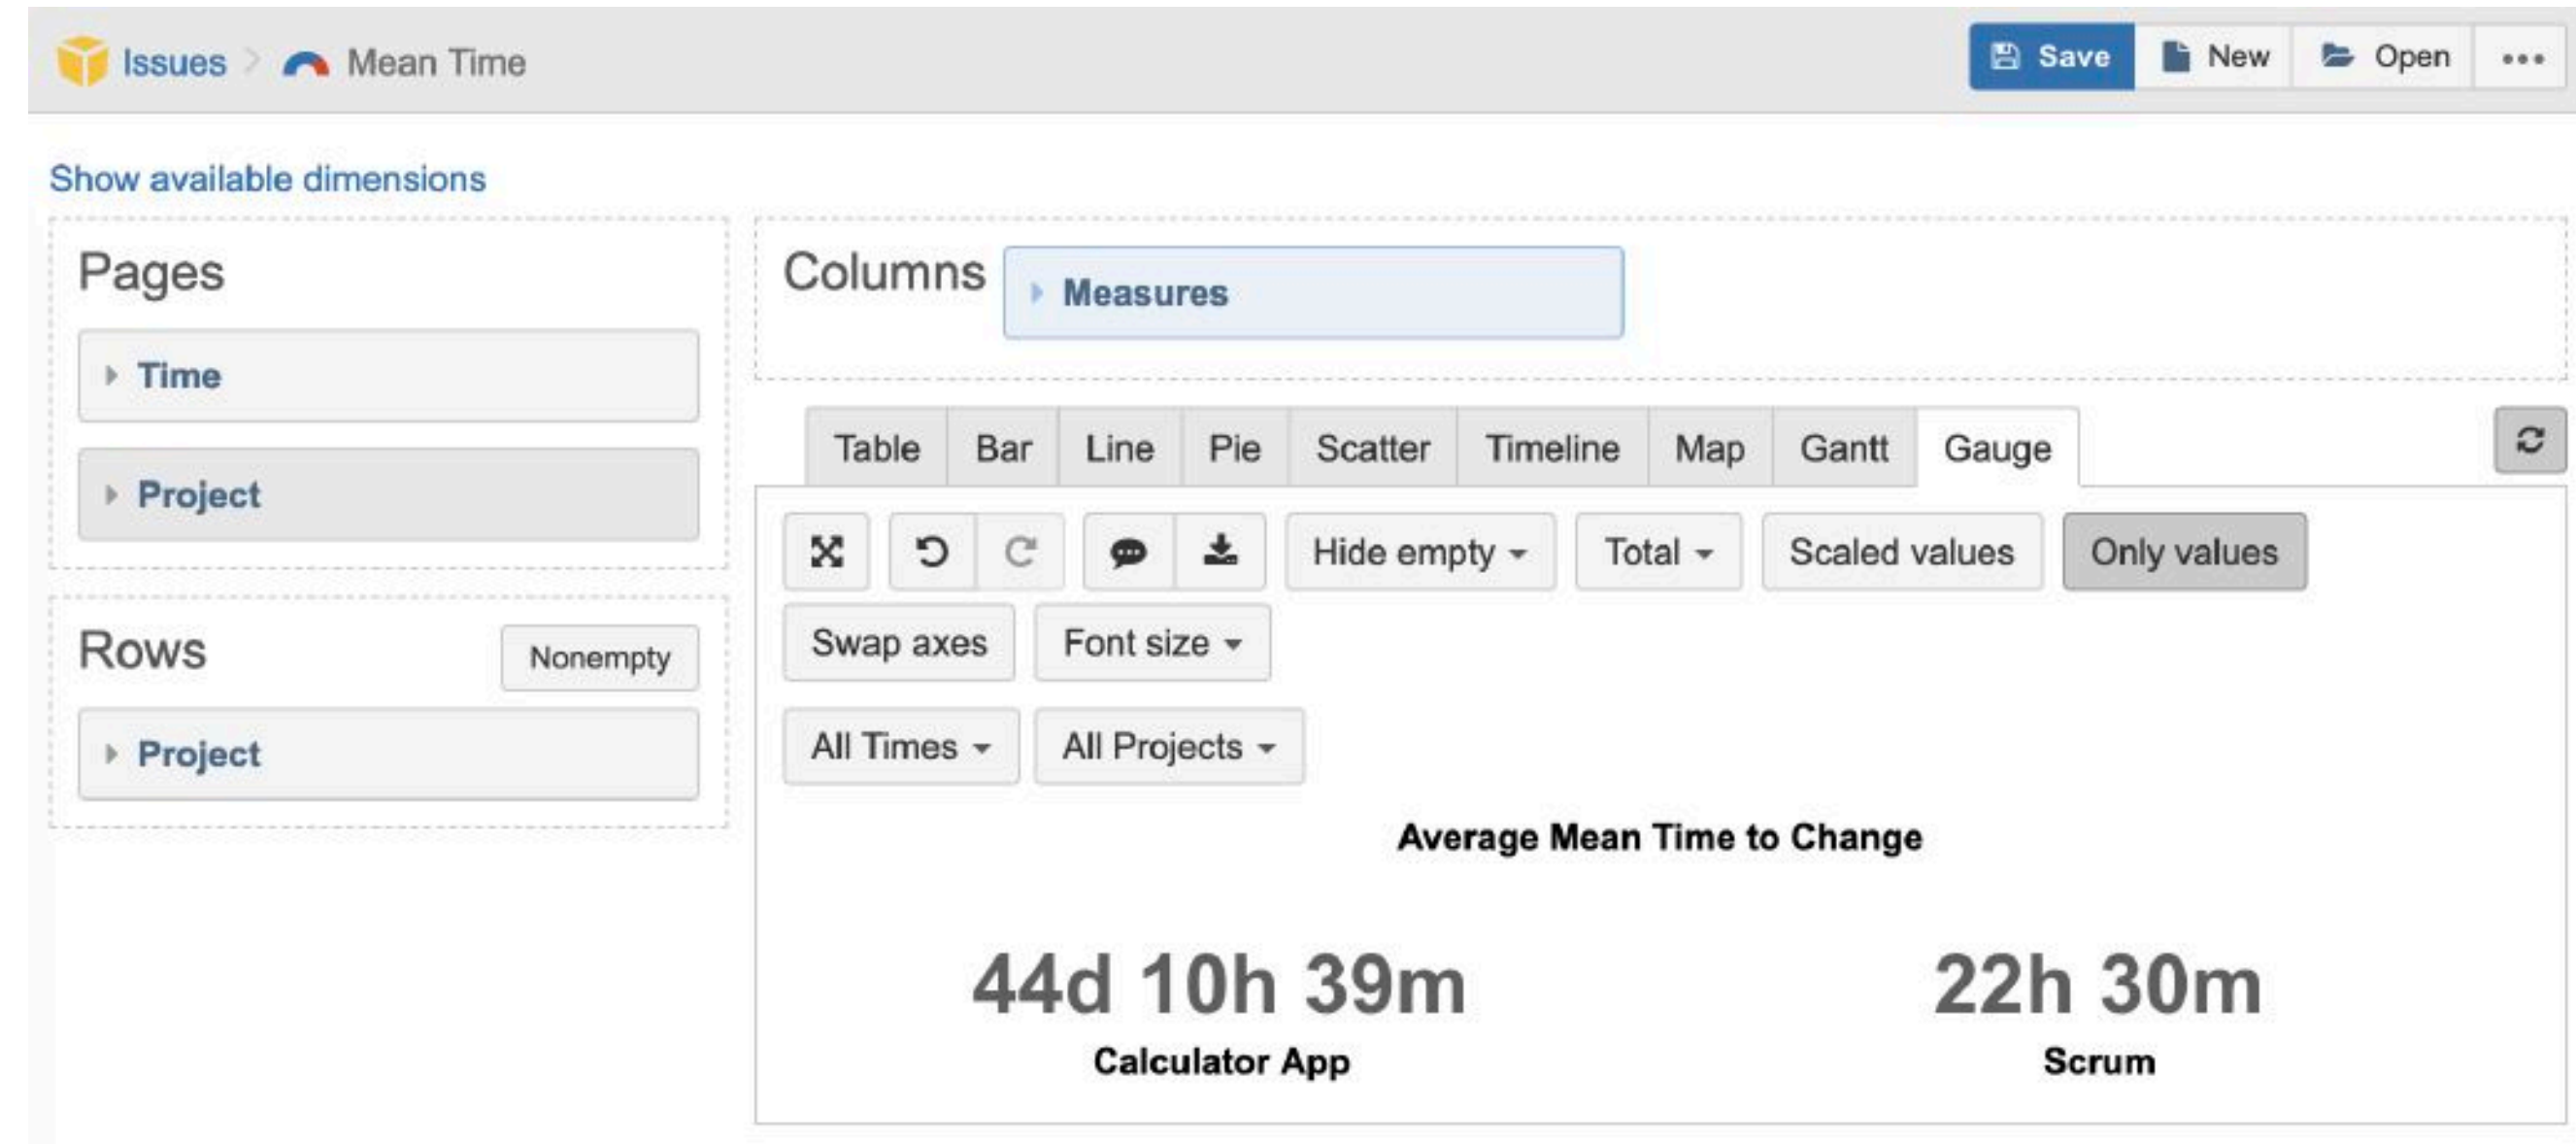 Issues > Mean Time
Save New Open •••
Show available dimensions
Pages
Time
Project
Rows Nonempty
Project
Columns Measures
Table Bar Line Pie Scatter Timeline Map Gantt Gauge
Hide empty Total Scaled values Only values
Swap axes Font size
All Times All Projects
Average Mean Time to Change
44d 10h 39m 22h 30m
Calculator App Scrum